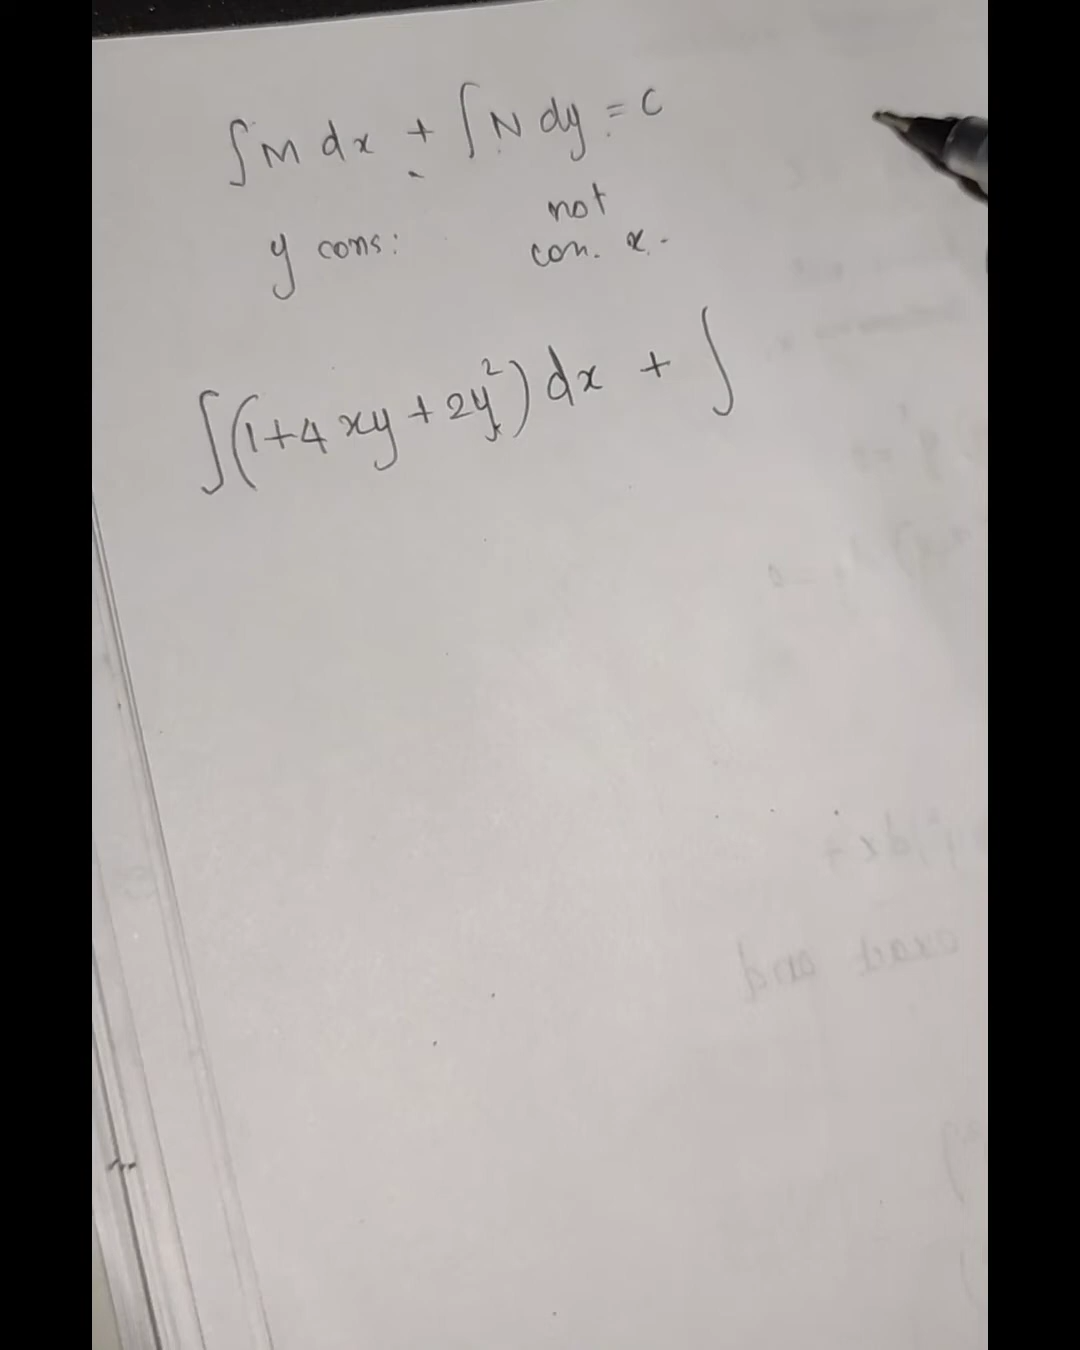 ∫M dx + ∫N dy = C
y cons: not
con. x.
∫(1+4xy+2y²) dx + ∫